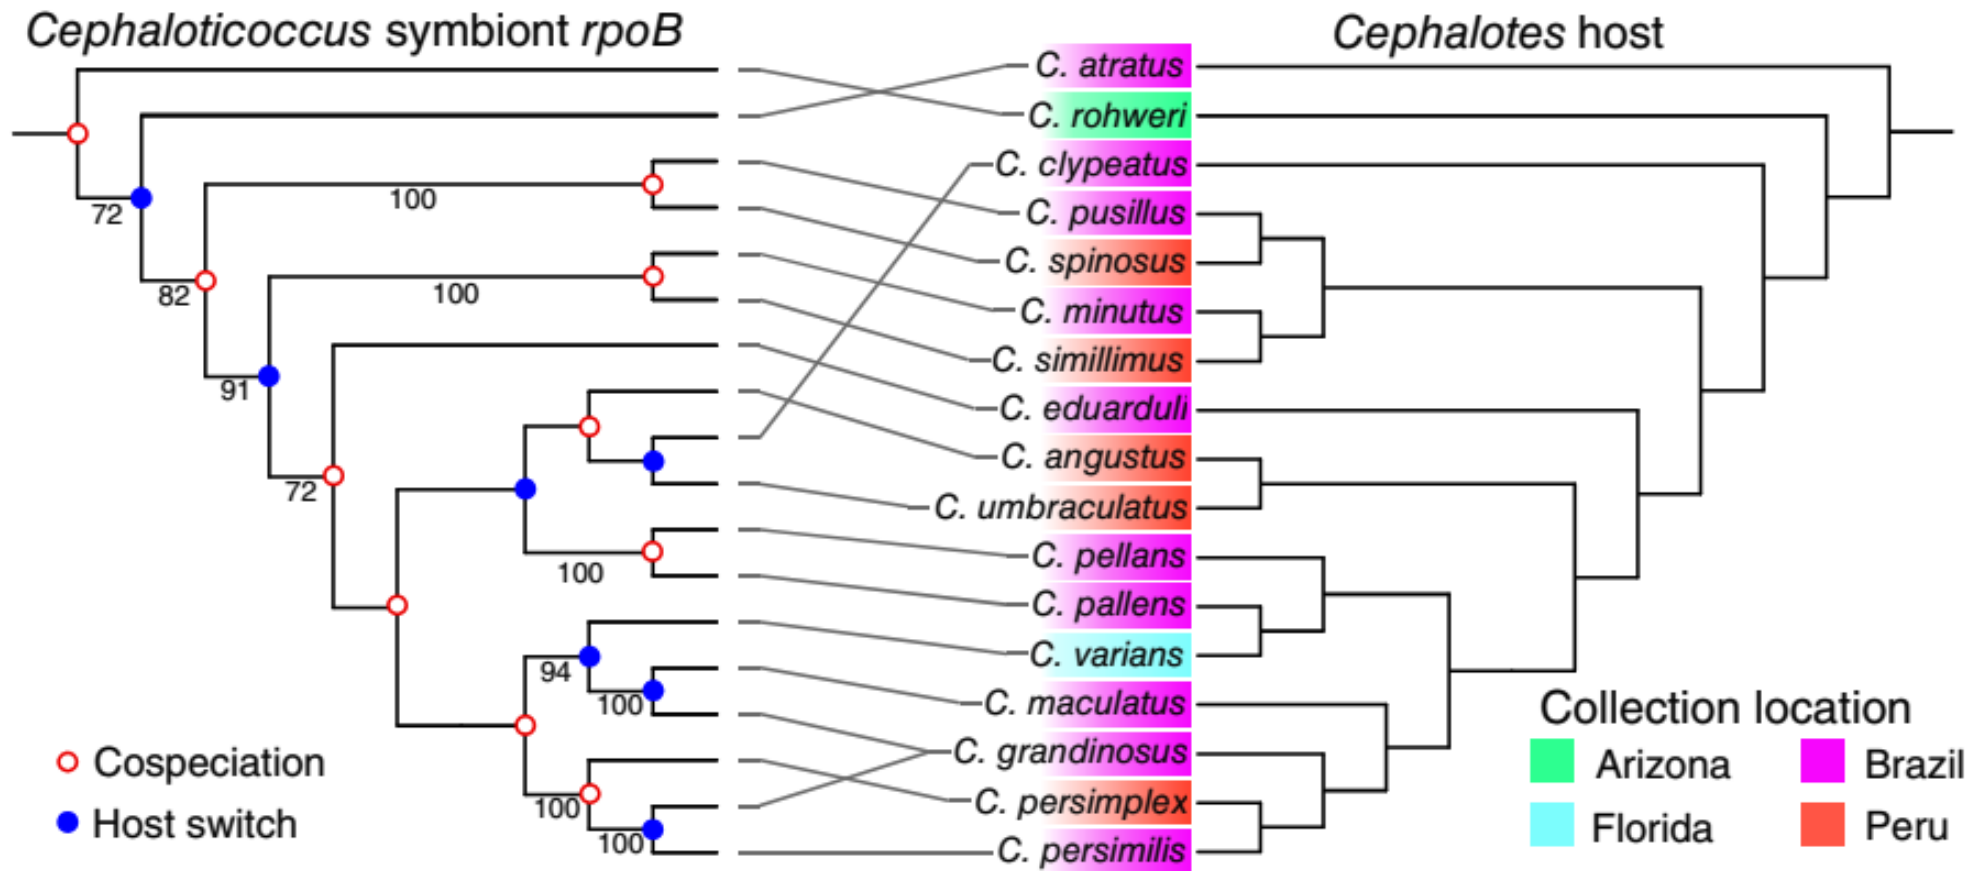 Cephaloticoccus symbiont rpoB
Cephalotes host
C. atratus
C. rohweri
C. clypeatus
C. pusillus
C. spinosus
C. minutus
C. simillimus
C. eduarduli
C. angustus
C. umbraculatus
C. pellans
C. pallens
C. varians
C. maculatus
C. grandinosus
C. persimplex
C. persimilis
72
100
82
100
91
72
100
94
100
100
100
Cospeciation
Host switch
Collection location
Arizona
Brazil
Florida
Peru